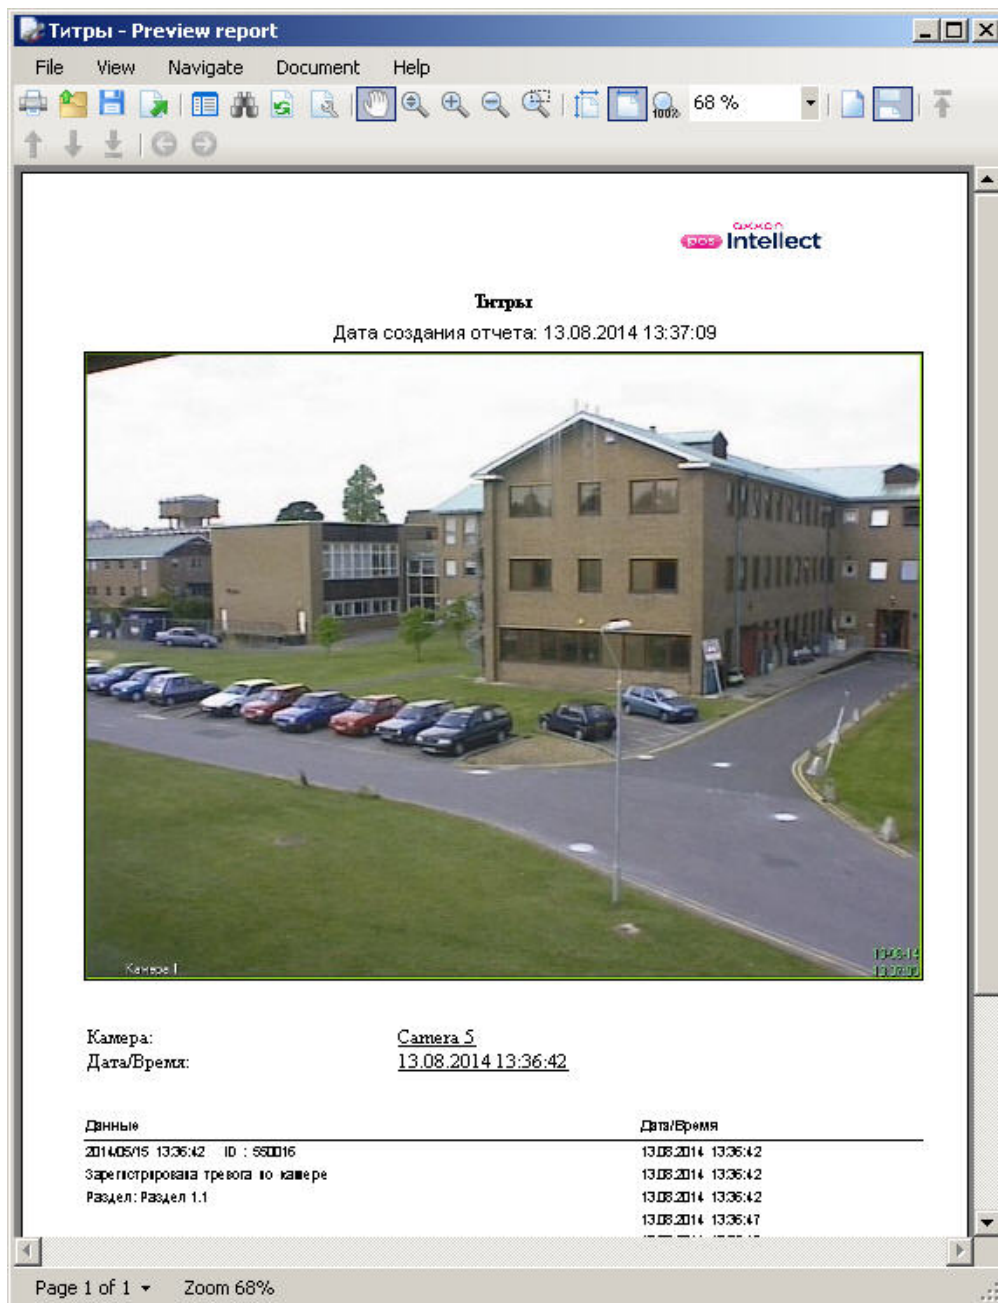 Титры - Preview report
File View Navigate Document Help
100% 68 %
axxon
pos Intellect
Титры
Дата создания отчета: 13.08.2014 13:37:09
Камера 1
Камера: Camera 5
Дата/Время: 13.08.2014 13:36:42
Данные Дата/Время
2014/05/15 13:36:42 ID : 550016 13.08.2014 13:36:42
Зарегистрирована тревога по камере 13.08.2014 13:36:42
Раздел: Раздел 1.1 13.08.2014 13:36:42
13.08.2014 13:36:47
Page 1 of 1 Zoom 68%